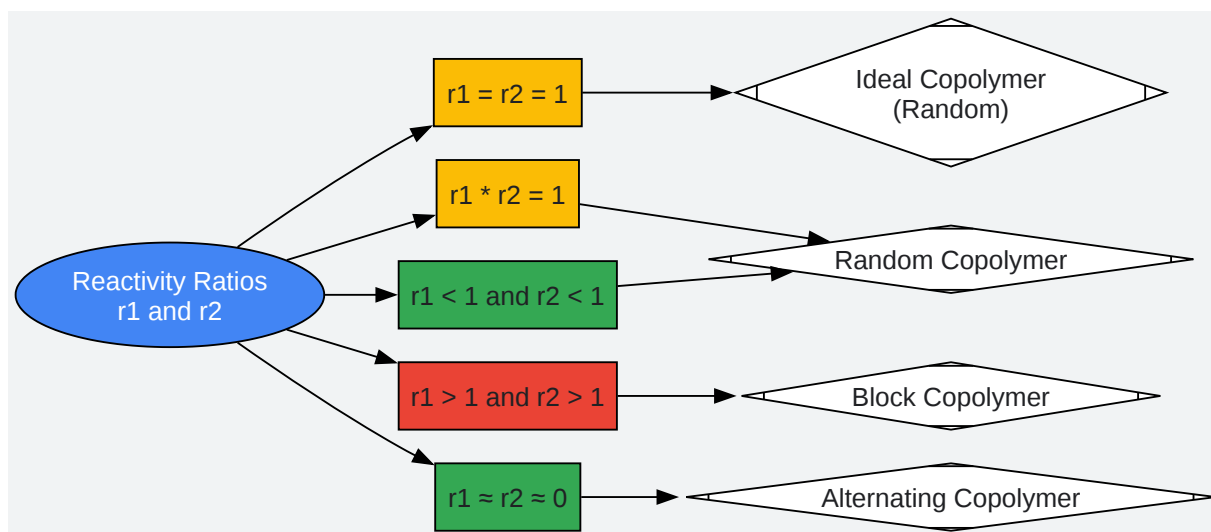 Reactivity Ratios
r1 and r2
r1 = r2 = 1
Ideal Copolymer
(Random)
r1 * r2 = 1
r1 < 1 and r2 < 1
Random Copolymer
r1 > 1 and r2 > 1
Block Copolymer
r1 ≈ r2 ≈ 0
Alternating Copolymer